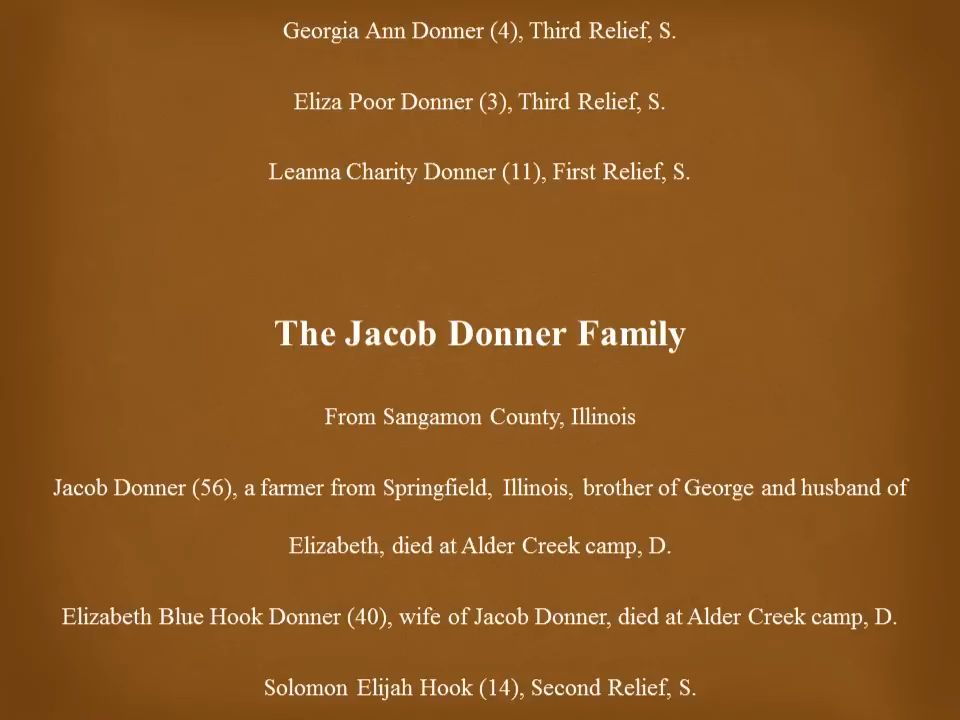 Georgia Ann Donner (4), Third Relief, S.
Eliza Poor Donner (3), Third Relief, S.
Leanna Charity Donner (11), First Relief, S.
The Jacob Donner Family
From Sangamon County, Illinois
Jacob Donner (56), a farmer from Springfield, Illinois, brother of George and husband of
Elizabeth, died at Alder Creek camp, D.
Elizabeth Blue Hook Donner (40), wife of Jacob Donner, died at Alder Creek camp, D.
Solomon Elijah Hook (14), Second Relief, S.